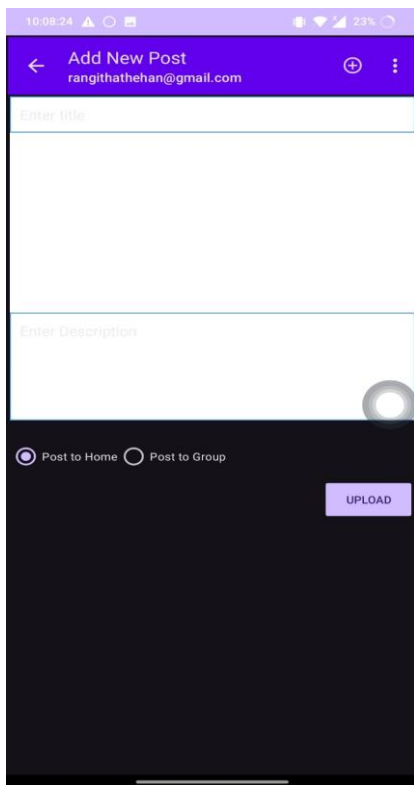 10:08:24 23%
Add New Post
rangithathehan@gmail.com
Enter title
Enter Description
Post to Home Post to Group
UPLOAD